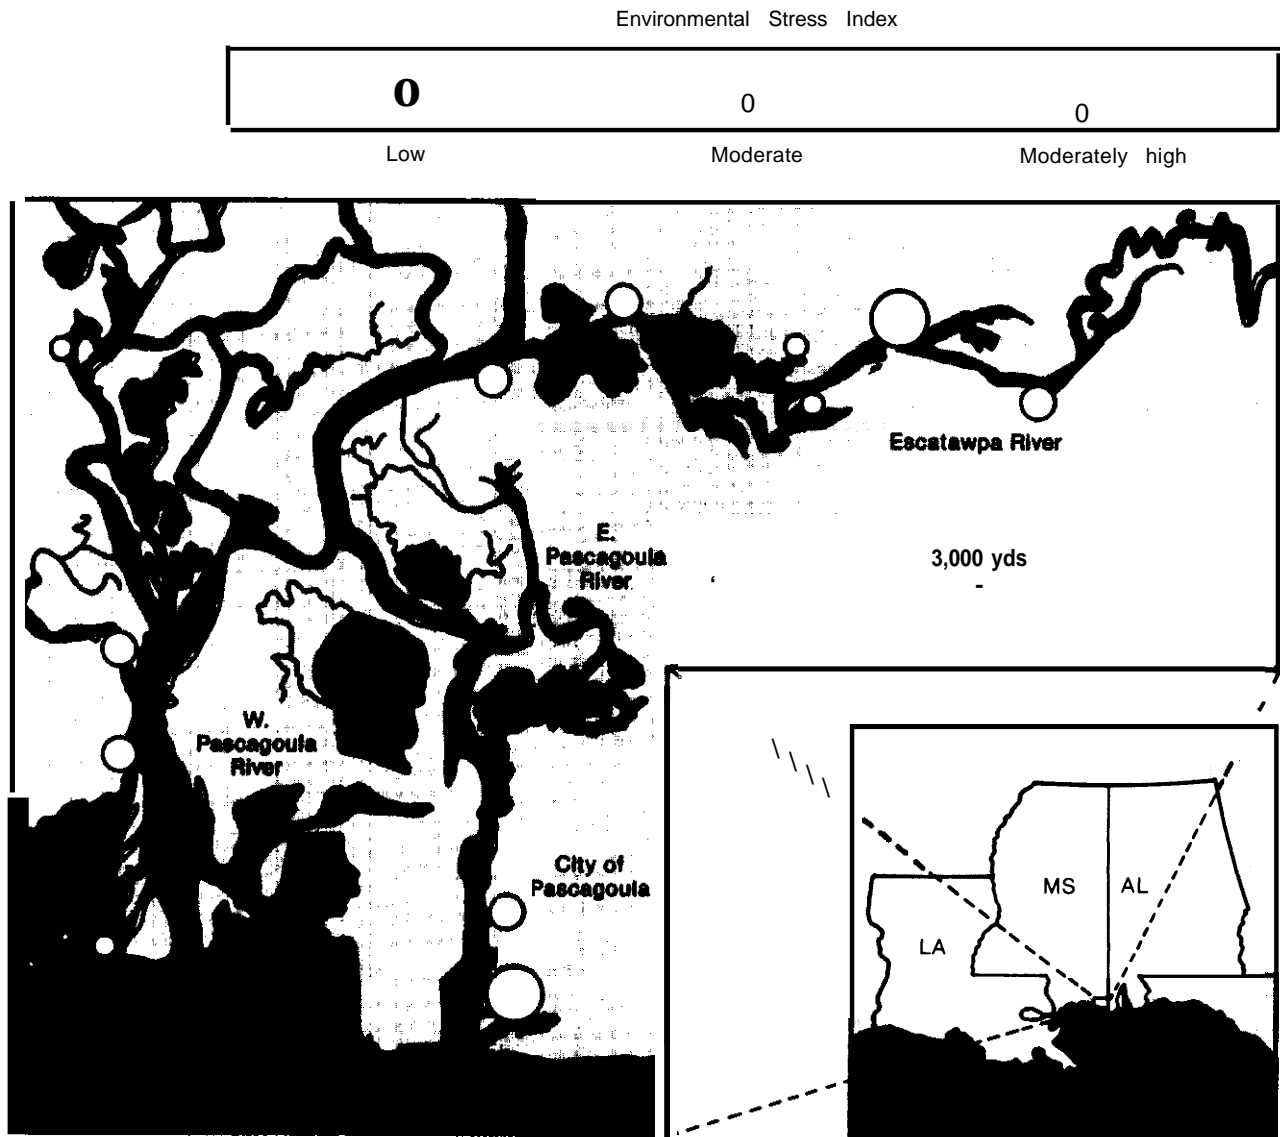 Environmental Stress Index
0 0 0
Low Moderate Moderately high
Escatawpa River
E.
Pascagoula
River
3,000 yds
W.
Pascagoula
River
City of
Pascagoula
MS AL
LA